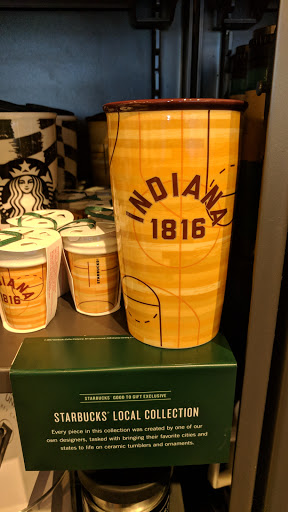 INDIANA
1816
INDIANA
1816
STARBUCKS
STARBUCKS® GOOD TO GIFT EXCLUSIVE
STARBUCKS® LOCAL COLLECTION
Every piece in this collection was created by one of our
own designers, tasked with bringing their favorite cities and
states to life on ceramic tumblers and ornaments.